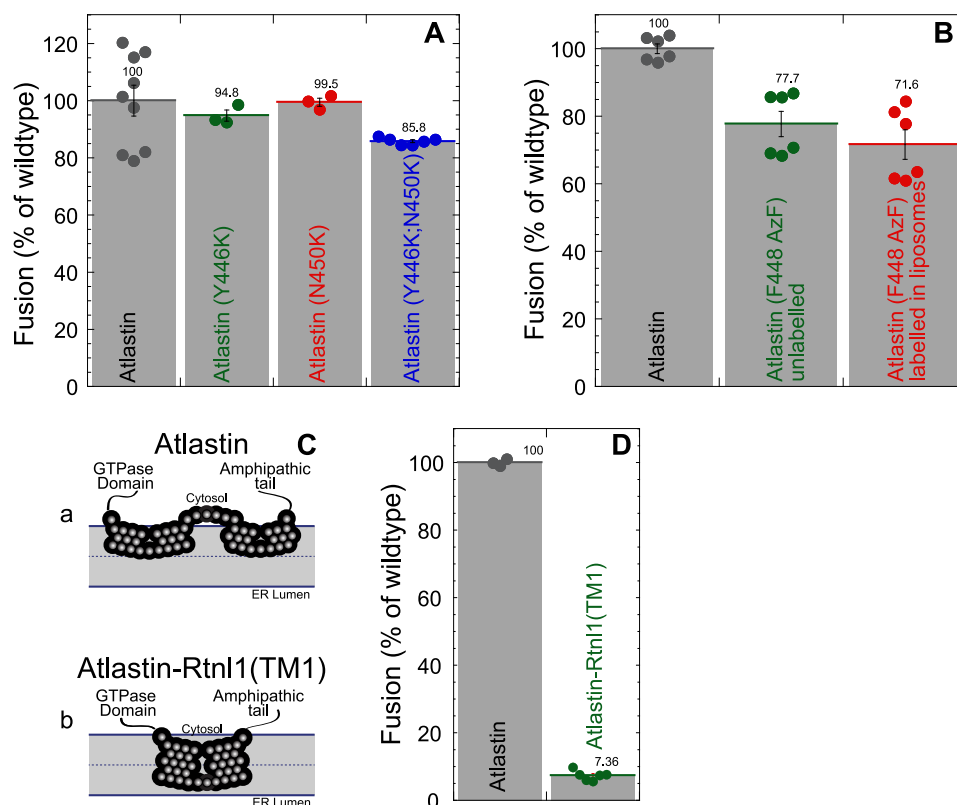 A
Fusion (% of wildtype)
120
100
80
60
40
20
0
100
94.8
99.5
85.8
Atlastin
Atlastin (Y446K)
Atlastin (N450K)
Atlastin (Y446K;N450K)
B
Fusion (% of wildtype)
100
80
60
40
20
0
100
77.7
71.6
Atlastin
Atlastin (F448 AzF)
unlabelled
Atlastin (F448 AzF)
labelled in liposomes
C
Atlastin
GTPase
Domain
Amphipathic
tail
Cytosol
a
ER Lumen
Atlastin-Rtnl1(TM1)
GTPase
Domain
Amphipathic
tail
Cytosol
b
ER Lumen
D
Fusion (% of wildtype)
100
80
60
40
20
0
100
7.36
Atlastin
Atlastin-Rtnl1(TM1)